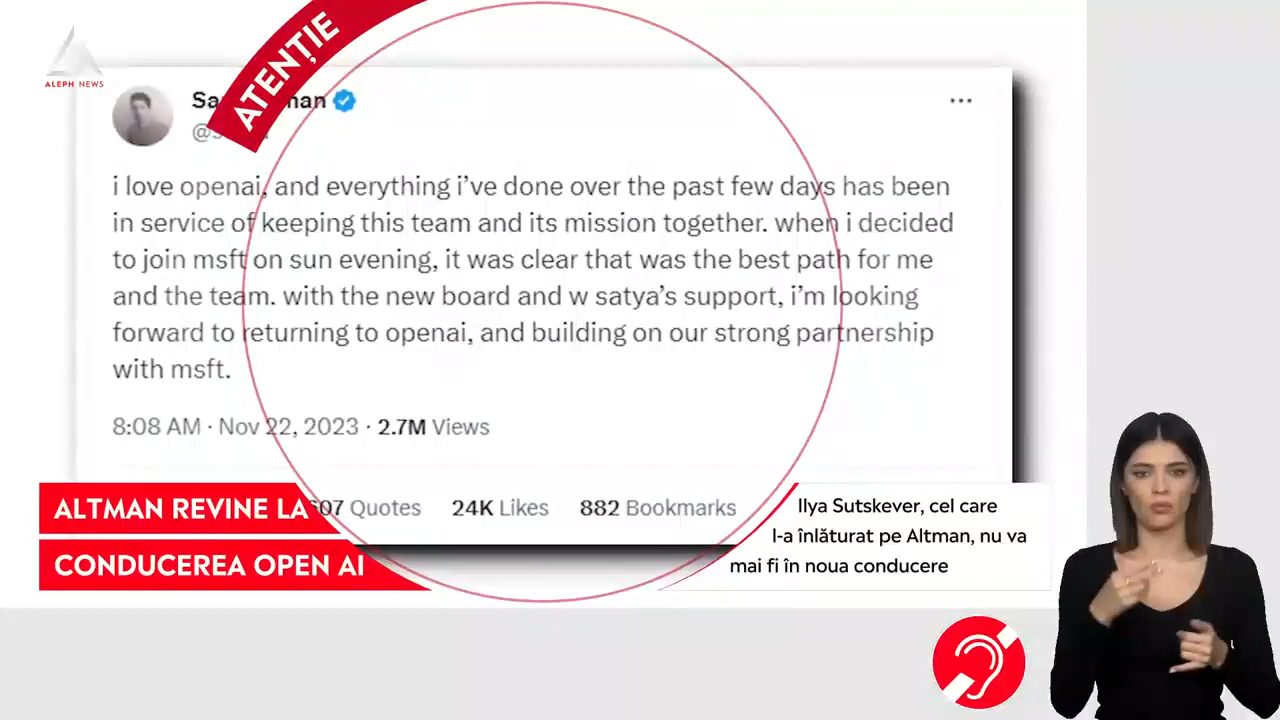 ALEPH NEWS
ATENȚIE
i love openai, and everything i've done over the past few days has been
in service of keeping this team and its mission together. when i decided
to join msft on sun evening, it was clear that was the best path for me
and the team. with the new board and w satya's support, i'm looking
forward to returning to openai, and building on our strong partnership
with msft.
8:08 AM · Nov 22, 2023 · 2.7M Views
Quotes 24K Likes 882 Bookmarks
ALTMAN REVINE LA
CONDUCEREA OPEN AI
Ilya Sutskever, cel care
l-a înlăturat pe Altman, nu va
mai fi în noua conducere